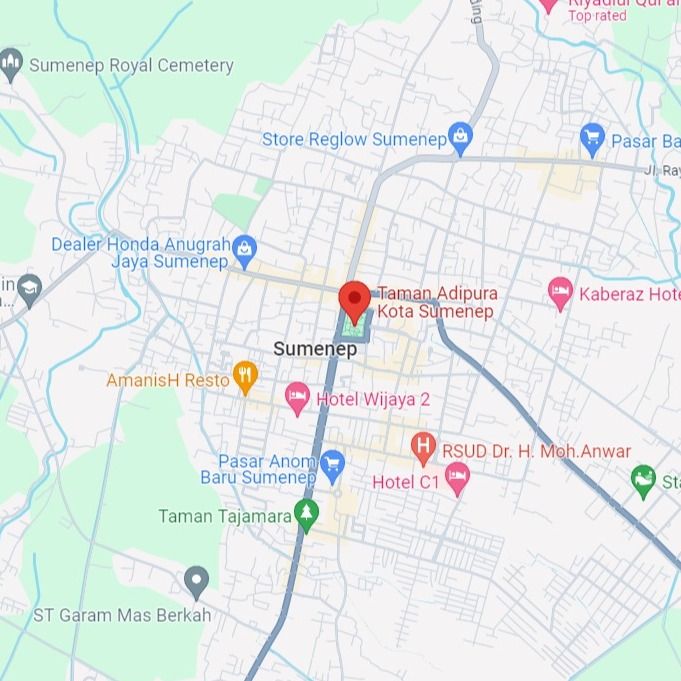 Riyadlul Qur'an
Top rated
Sumenep Royal Cemetery
Store Reglow Sumenep
Pasar Ba
Jl. Ray
Dealer Honda Anugrah
Jaya Sumenep
Taman Adipura
Kota Sumenep
Kaberaz Hote
Sumenep
AmanisH Resto
Hotel Wijaya 2
Pasar Anom
Baru Sumenep
H
RSUD Dr. H. Moh.Anwar
Hotel C1
Sta
Taman Tajamara
ST Garam Mas Berkah